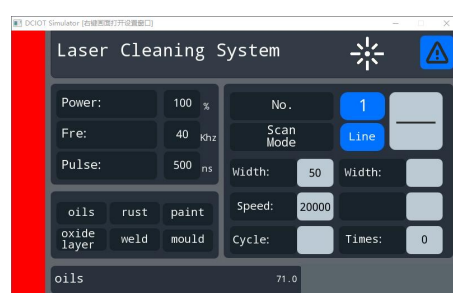 DCIOT Simulator [右键界面打开设置窗口]
Laser Cleaning System
Power: 100 %
Fre: 40 Khz
Pulse: 500 ns
oils rust paint
oxide layer weld mould
No. 1
Scan Mode Line
Width: 50 Width:
Speed: 20000
Cycle: Times: 0
oils 71.0